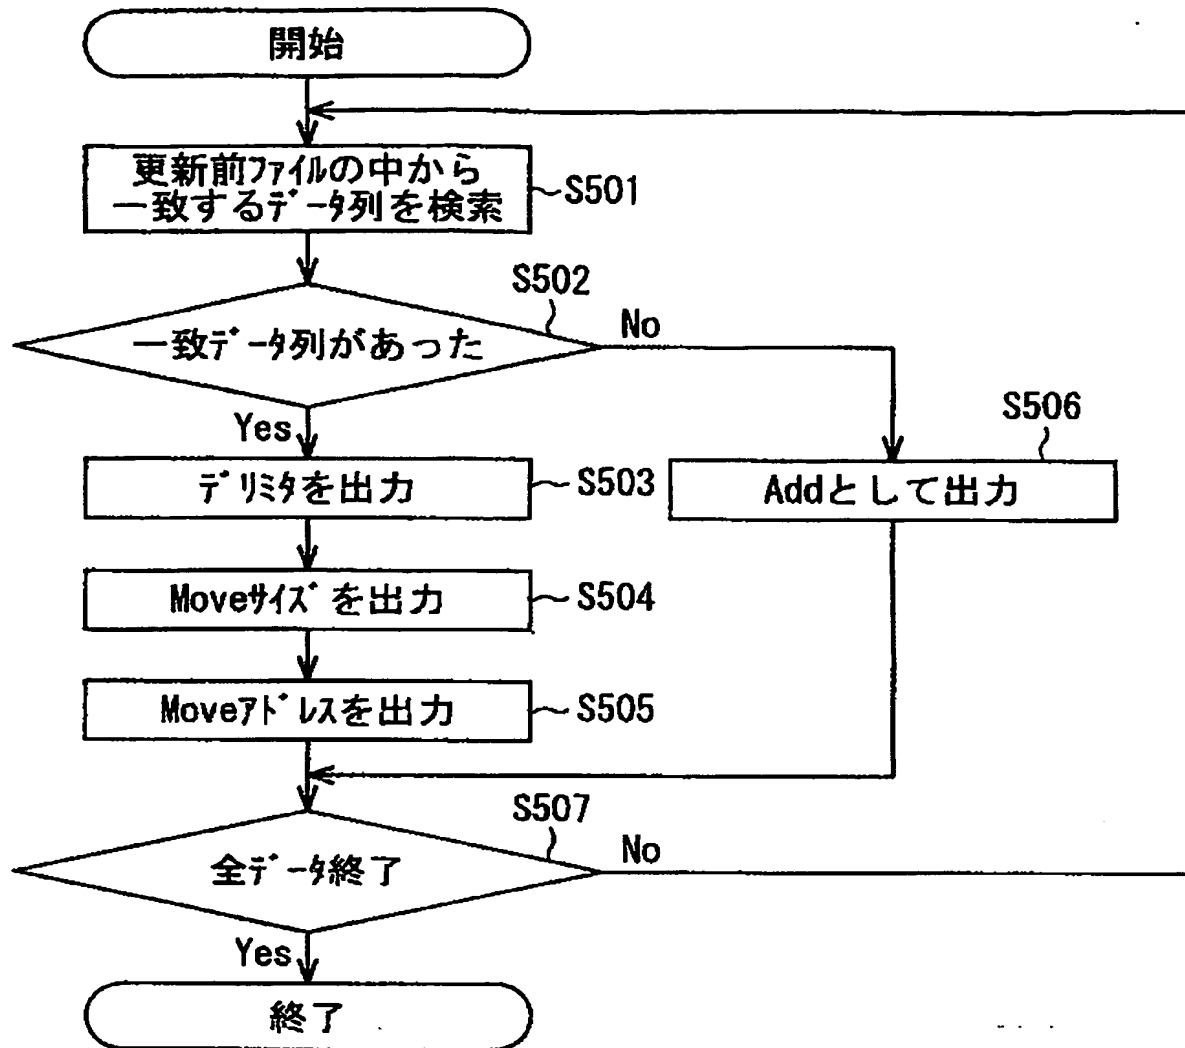 開始
更新前ﾌｧｲﾙの中から
一致するﾃﾞｰﾀ列を検索
S501
S502
一致ﾃﾞｰﾀ列があった
No
Yes
S506
ﾃﾞﾘﾐﾀを出力
S503
Addとして出力
Moveｻｲｽﾞを出力
S504
Moveｱﾄﾞﾚｽを出力
S505
S507
全ﾃﾞｰﾀ終了
No
Yes
終了